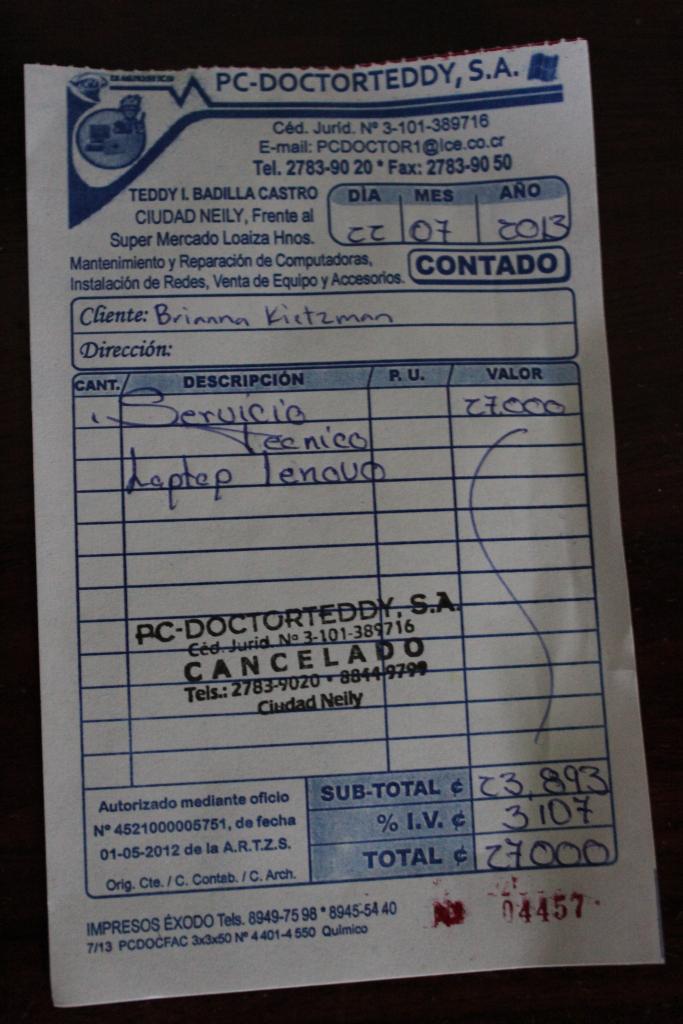 PC-DOCTORTEDDY, S.A.
Céd. Juríd. Nº 3-101-389716
E-mail: PCDOCTOR1@ice.co.cr
Tel. 2783-90 20 * Fax: 2783-90 50
TEDDY I. BADILLA CASTRO
CIUDAD NEILY, Frente al
Super Mercado Loaiza Hnos.
DÍA MES AÑO
22 07 2013
Mantenimiento y Reparación de Computadoras,
Instalación de Redes, Venta de Equipo y Accesorios.
CONTADO
Cliente: Brianna Kietzman
Dirección:
CANT. DESCRIPCIÓN P. U. VALOR
Servicio 27000
Tecnico
Laptop lenovo
PC-DOCTORTEDDY, S.A.
Céd. Jurid. Nº 3-101-389716
CANCELADO
Tels.: 2783-9020 - 8844-9799
Ciudad Neily
SUB-TOTAL ¢ 23,893
% I.V. ¢ 3107
TOTAL ¢ 27000
Autorizado mediante oficio
Nº 4521000005751, de fecha
01-05-2012 de la A.R.T.Z.S.
Orig. Cte. / C. Contab. / C. Arch.
IMPRESOS ÉXODO Tels. 8949-75 98 * 8945-54 40
7/13 PCDOCFAC 3x3x50 Nº 4 401-4 550 Químico
04457